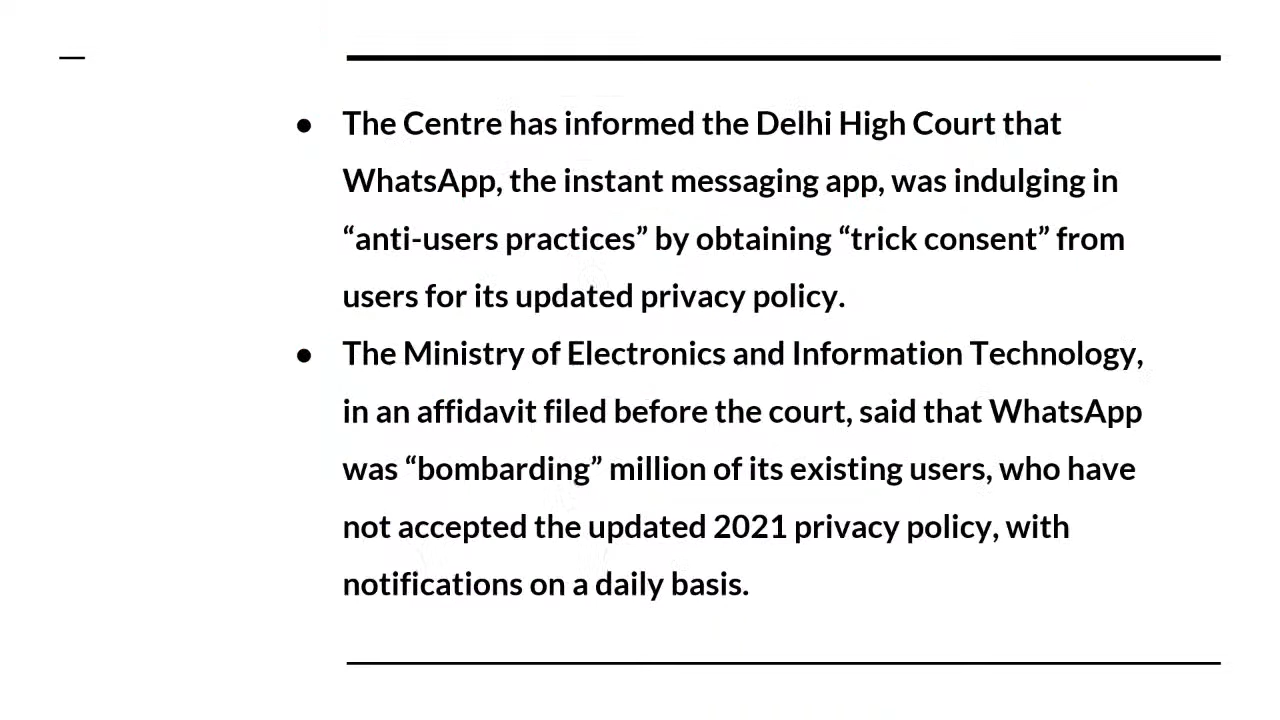 ● The Centre has informed the Delhi High Court that
WhatsApp, the instant messaging app, was indulging in
“anti-users practices” by obtaining “trick consent” from
users for its updated privacy policy.
● The Ministry of Electronics and Information Technology,
in an affidavit filed before the court, said that WhatsApp
was “bombarding” million of its existing users, who have
not accepted the updated 2021 privacy policy, with
notifications on a daily basis.